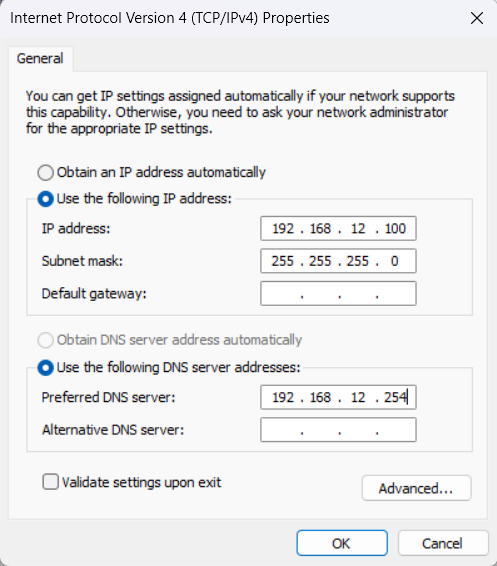 Internet Protocol Version 4 (TCP/IPv4) Properties
General
You can get IP settings assigned automatically if your network supports
this capability. Otherwise, you need to ask your network administrator
for the appropriate IP settings.
Obtain an IP address automatically
Use the following IP address:
IP address: 192 . 168 . 12 . 100
Subnet mask: 255 . 255 . 255 . 0
Default gateway: . . .
Obtain DNS server address automatically
Use the following DNS server addresses:
Preferred DNS server: 192 . 168 . 12 . 254
Alternative DNS server: . . .
Validate settings upon exit
Advanced...
OK Cancel